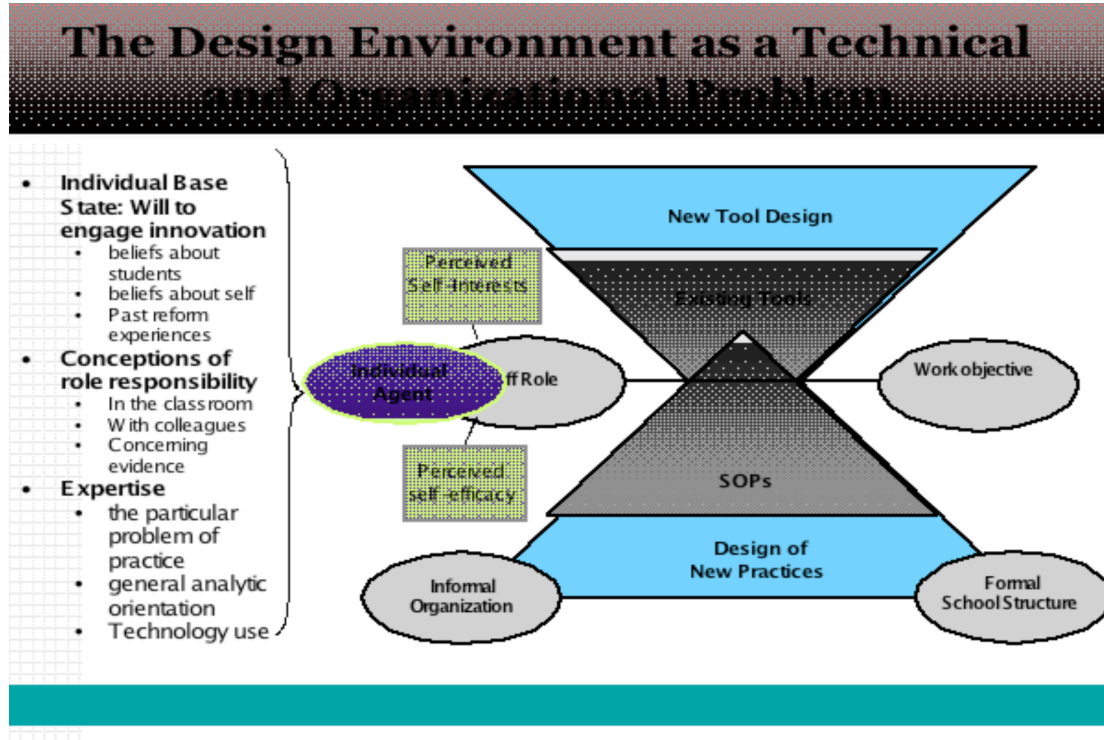 The Design Environment as a Technical
and Organizational Problem
• Individual Base
State: Will to
engage innovation
• beliefs about
students
• beliefs about self
• Past reform
experiences
• Conceptions of
role responsibility
• In the classroom
• With colleagues
• Concerning
evidence
• Expertise
• the particular
problem of
practice
• general analytic
orientation
• Technology use
New Tool Design
Perceived
Self-Interests
Existing Tools
Individual
Agent
ff Role
Work objective
Perceived
self-efficacy
SOPs
Design of
New Practices
Informal
Organization
Formal
School Structure